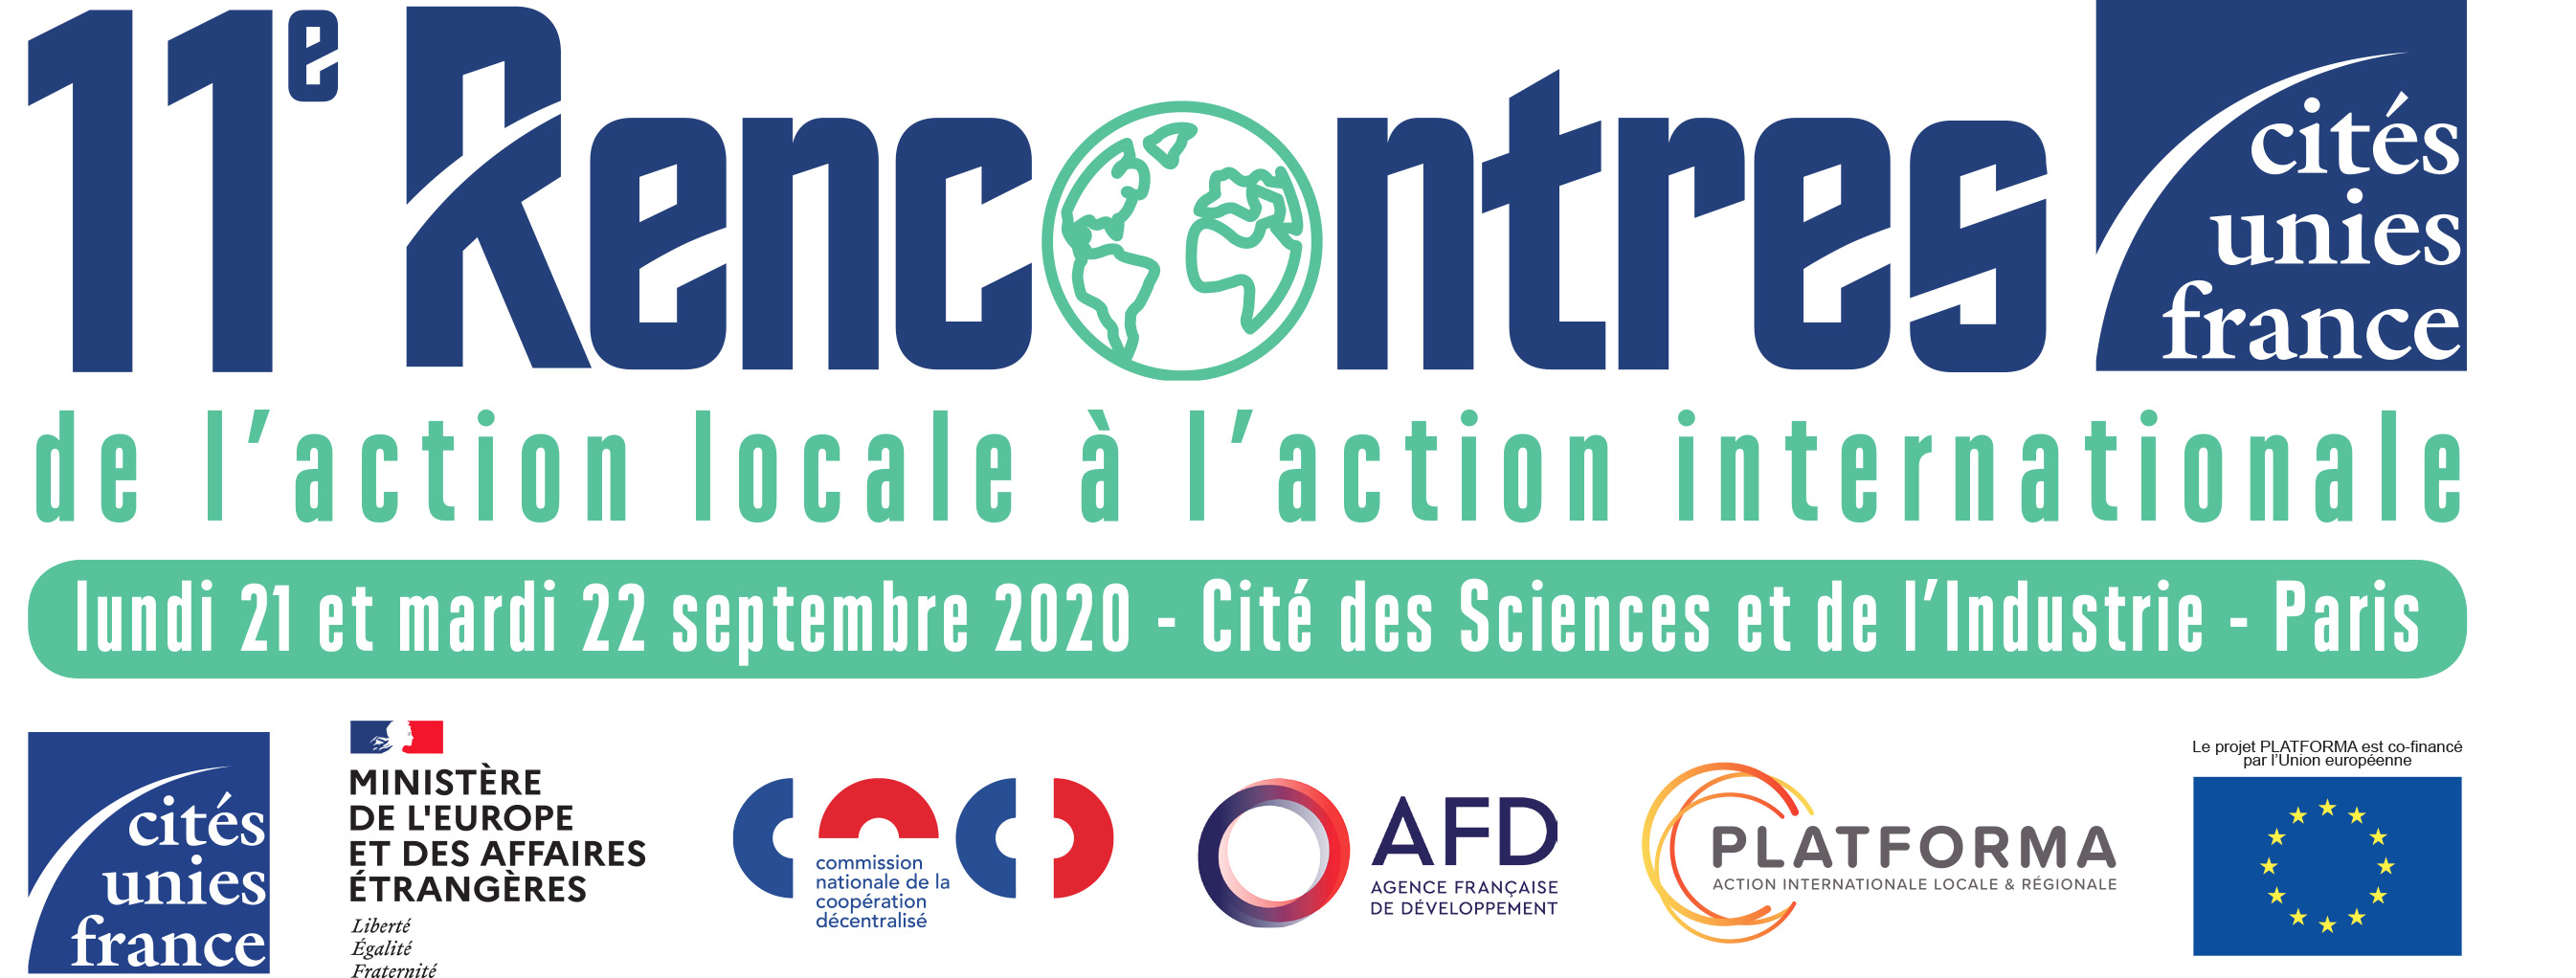 11e Rencontres
cités
unies
france
de l'action locale à l'action internationale
lundi 21 et mardi 22 septembre 2020 - Cité des Sciences et de l'Industrie - Paris
cités
unies
france
MINISTÈRE
DE L'EUROPE
ET DES AFFAIRES
ÉTRANGÈRES
Liberté
Égalité
Fraternité
commission
nationale de la
coopération
décentralisé
AFD
AGENCE FRANÇAISE
DE DÉVELOPPEMENT
PLATFORMA
ACTION INTERNATIONALE LOCALE & RÉGIONALE
Le projet PLATFORMA est co-financé
par l'Union européenne